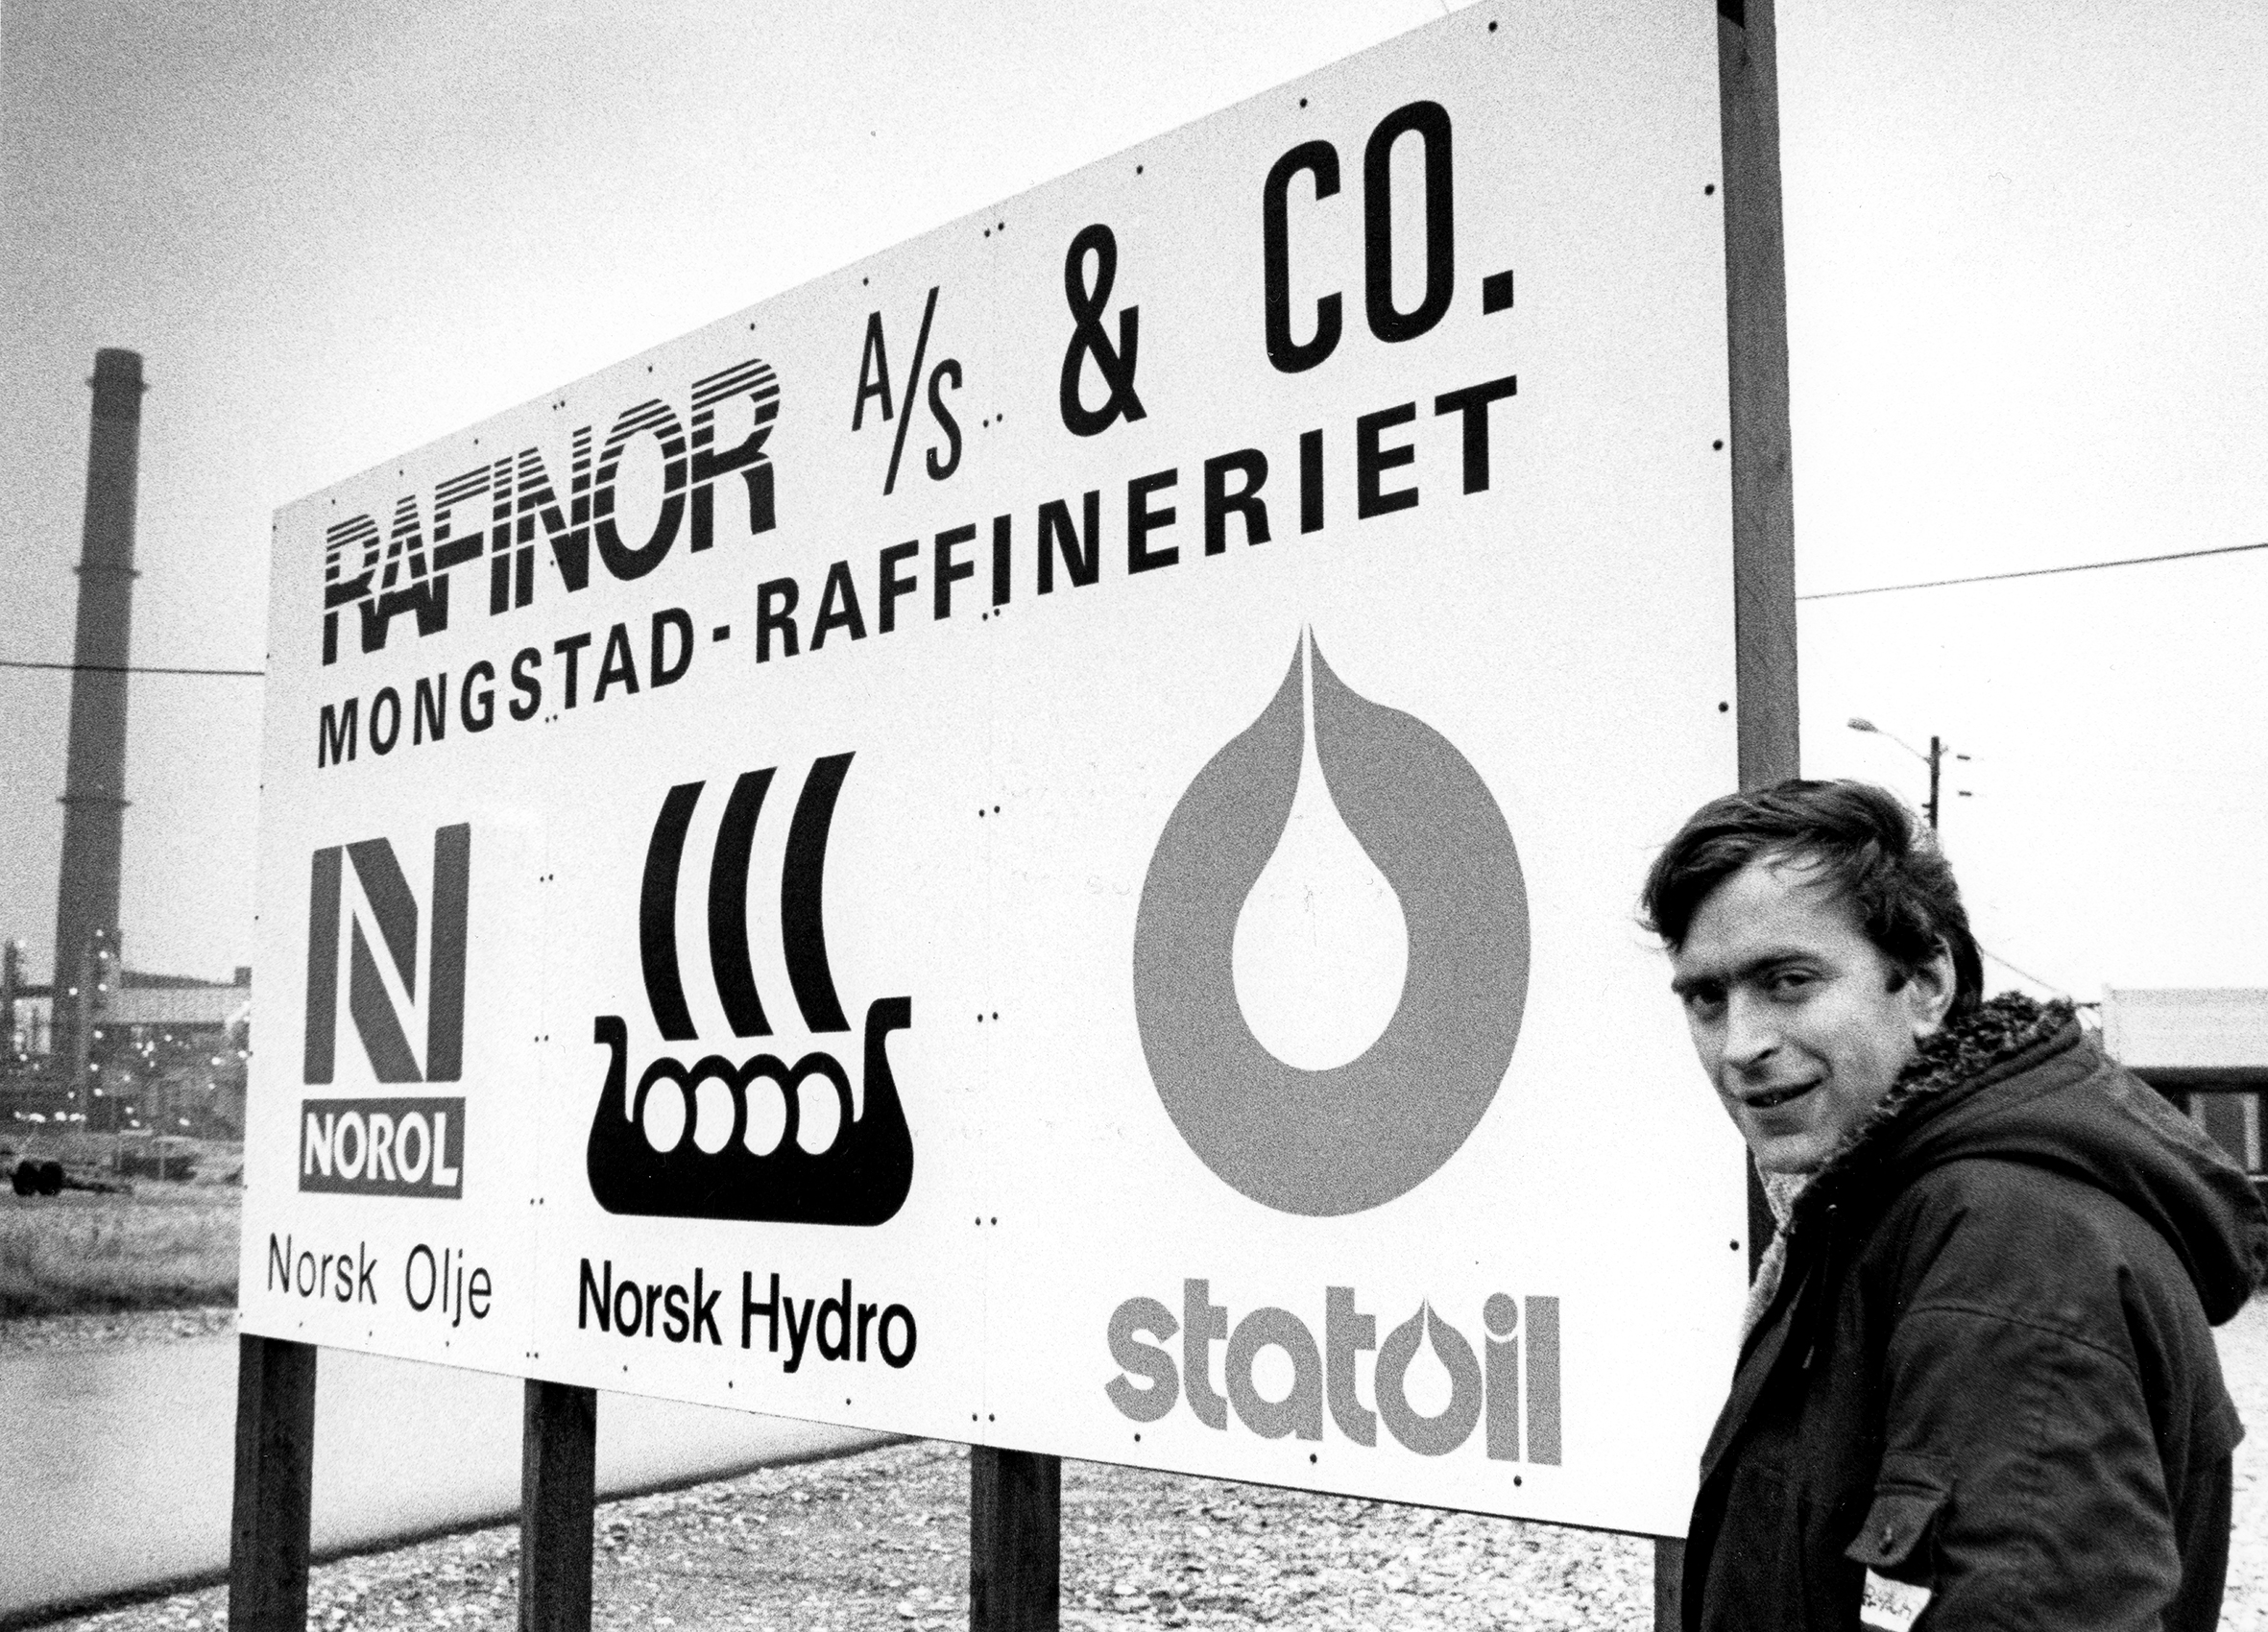 RAFINOR A/S & CO.
MONGSTAD-RAFFINERIET
N
NOROL
Norsk Olje
Norsk Hydro
statoil